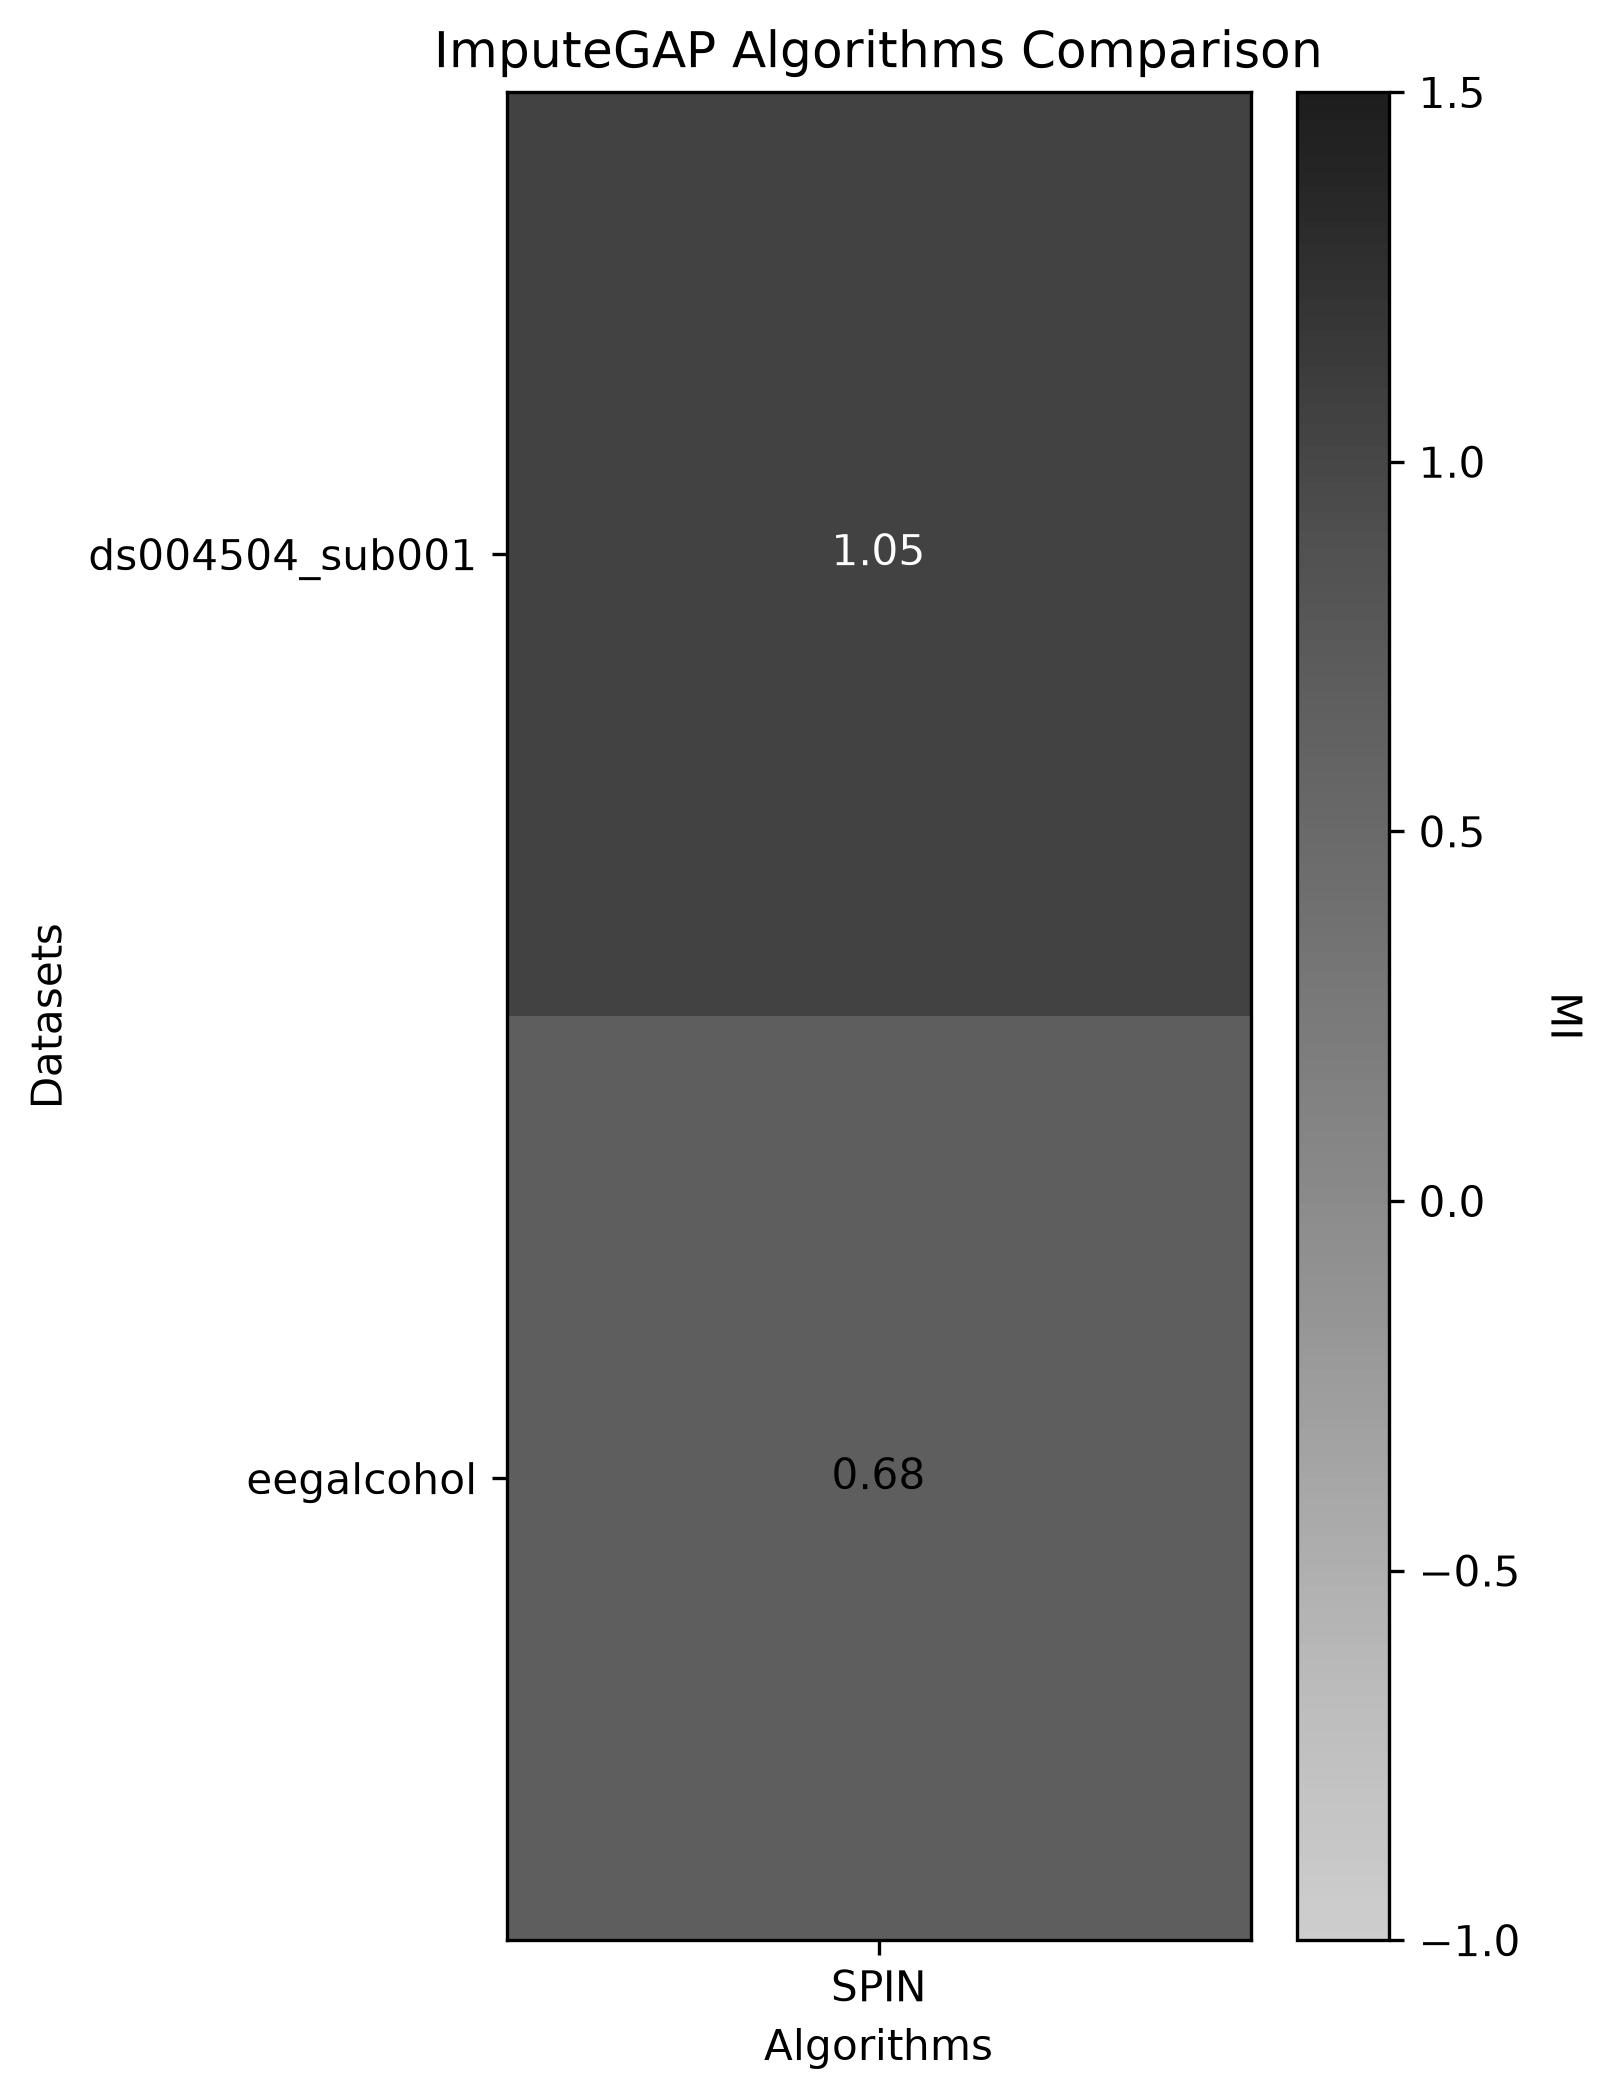 ImputeGAP Algorithms Comparison
1.5
1.0
ds004504_sub001
1.05
0.5
Datasets
MI
0.0
eegalcohol
0.68
−0.5
−1.0
SPIN
Algorithms